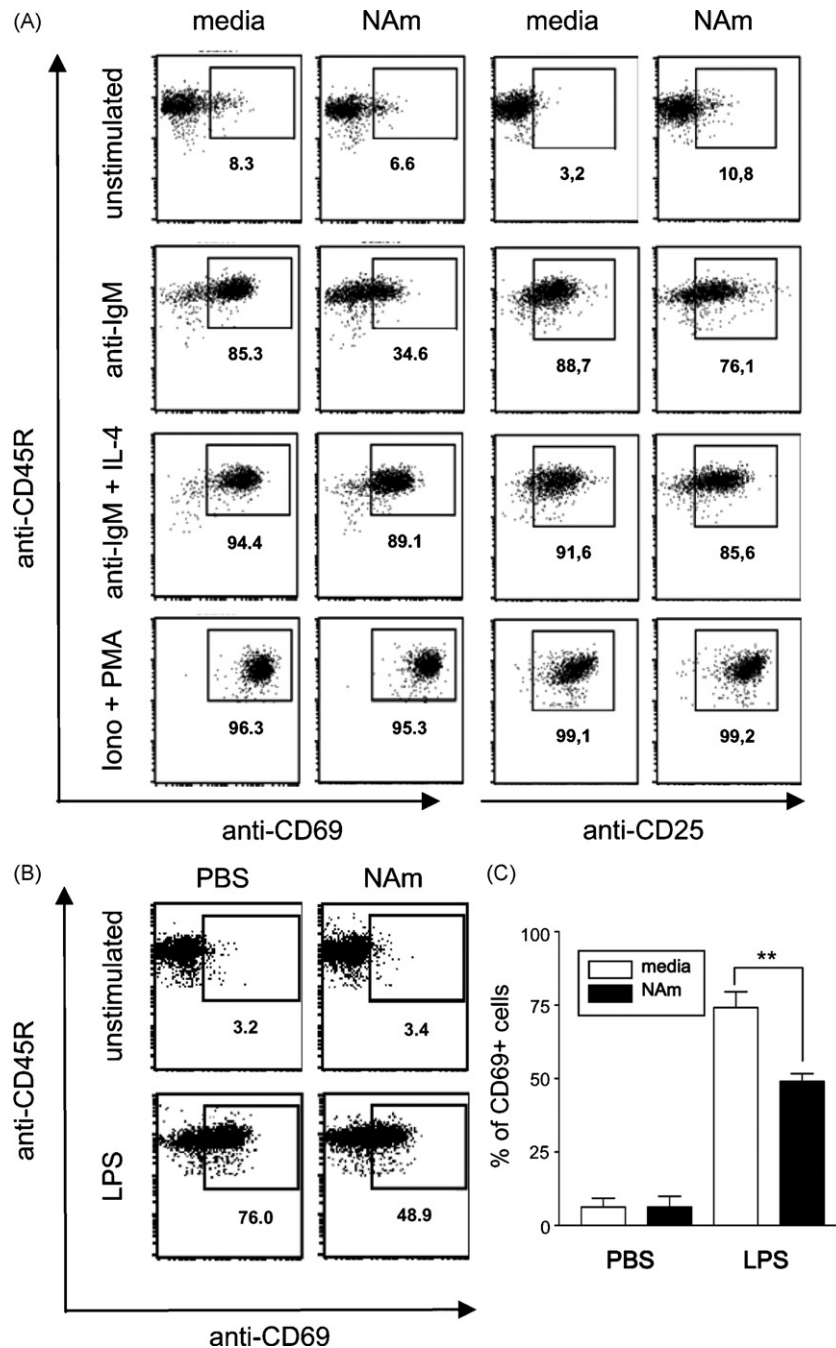 (A)
media NAm media NAm
unstimulated
8.3 6.6 3,2 10,8
anti-IgM
85.3 34.6 88,7 76,1
anti-IgM + IL-4
94.4 89.1 91,6 85,6
Iono + PMA
96.3 95.3 99,1 99,2
anti-CD45R
anti-CD69 anti-CD25
(B)
PBS NAm
unstimulated
3.2 3.4
LPS
76.0 48.9
anti-CD45R
anti-CD69
(C)
% of CD69+ cells
100
75
50
25
0
media
NAm
**
PBS LPS